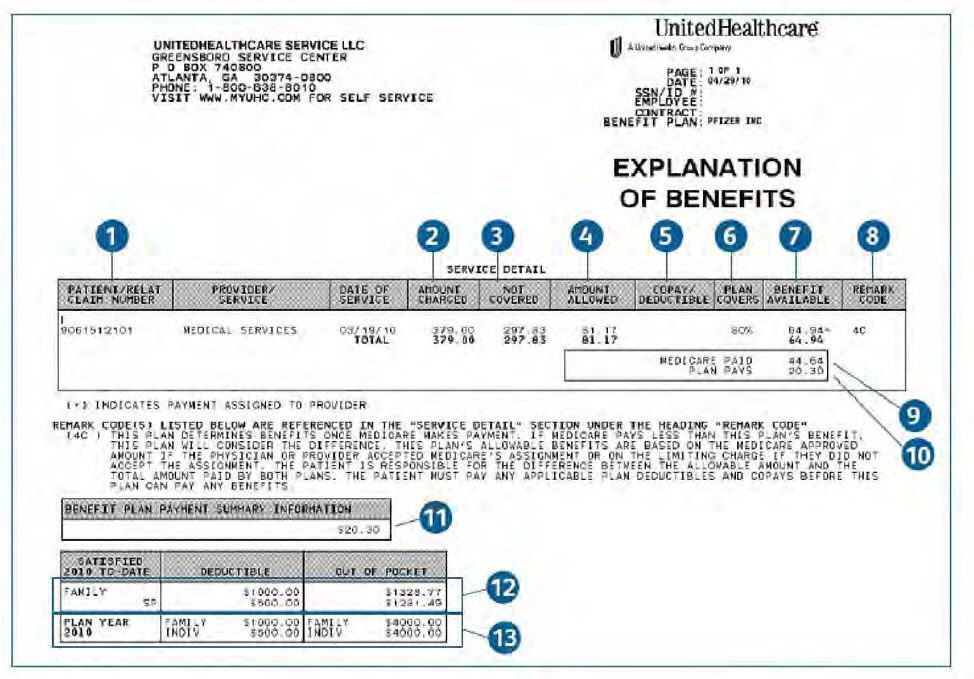 UNITEDHEALTHCARE SERVICE LLC
GREENSBORO SERVICE CENTER
P O BOX 740800
ATLANTA, GA 30374-0800
PHONE: 1-800-638-8010
VISIT WWW.MYUHC.COM FOR SELF SERVICE
UnitedHealthcare
A UnitedHealth Group Company
PAGE: 1 OF 1
DATE: 04/29/10
SSN/ID #:
EMPLOYEE:
CONTRACT:
BENEFIT PLAN: PFIZER INC
EXPLANATION
OF BENEFITS
1 2 3 4 5 6 7 8
SERVICE DETAIL
PATIENT/RELAT PROVIDER/ DATE OF AMOUNT NOT AMOUNT COPAY/ PLAN BENEFIT REMARK
CLAIM NUMBER SERVICE SERVICE CHARGED COVERED ALLOWED DEDUCTIBLE COVERS AVAILABLE CODE
9061512101 MEDICAL SERVICES 03/19/10 379.00 297.83 81.17 80% 64.94* 4C
TOTAL 379.00 297.83 81.17 64.94
MEDICARE PAID 44.64
PLAN PAYS 20.30
9
(*) INDICATES PAYMENT ASSIGNED TO PROVIDER
REMARK CODE(S) LISTED BELOW ARE REFERENCED IN THE "SERVICE DETAIL" SECTION UNDER THE HEADING "REMARK CODE"
(4C ) THIS PLAN DETERMINES BENEFITS ONCE MEDICARE MAKES PAYMENT. IF MEDICARE PAYS LESS THAN THIS PLAN'S BENEFIT,
THIS PLAN WILL CONSIDER THE DIFFERENCE. THIS PLAN'S ALLOWABLE BENEFITS ARE BASED ON THE MEDICARE APPROVED
AMOUNT IF THE PHYSICIAN OR PROVIDER ACCEPTED MEDICARE'S ASSIGNMENT OR ON THE LIMITING CHARGE IF THEY DID NOT
ACCEPT THE ASSIGNMENT. THE PATIENT IS RESPONSIBLE FOR THE DIFFERENCE BETWEEN THE ALLOWABLE AMOUNT AND THE
TOTAL AMOUNT PAID BY BOTH PLANS. THE PATIENT MUST PAY ANY APPLICABLE PLAN DEDUCTIBLES AND COPAYS BEFORE THIS
PLAN CAN PAY ANY BENEFITS.
10
BENEFIT PLAN PAYMENT SUMMARY INFORMATION
$20.30
11
SATISFIED
2010 TO-DATE DEDUCTIBLE OUT OF POCKET
FAMILY $1000.00 $1328.77
SP $500.00 $1231.49
12
PLAN YEAR FAMILY $1000.00 FAMILY $4000.00
2010 INDIV $500.00 INDIV $4000.00
13